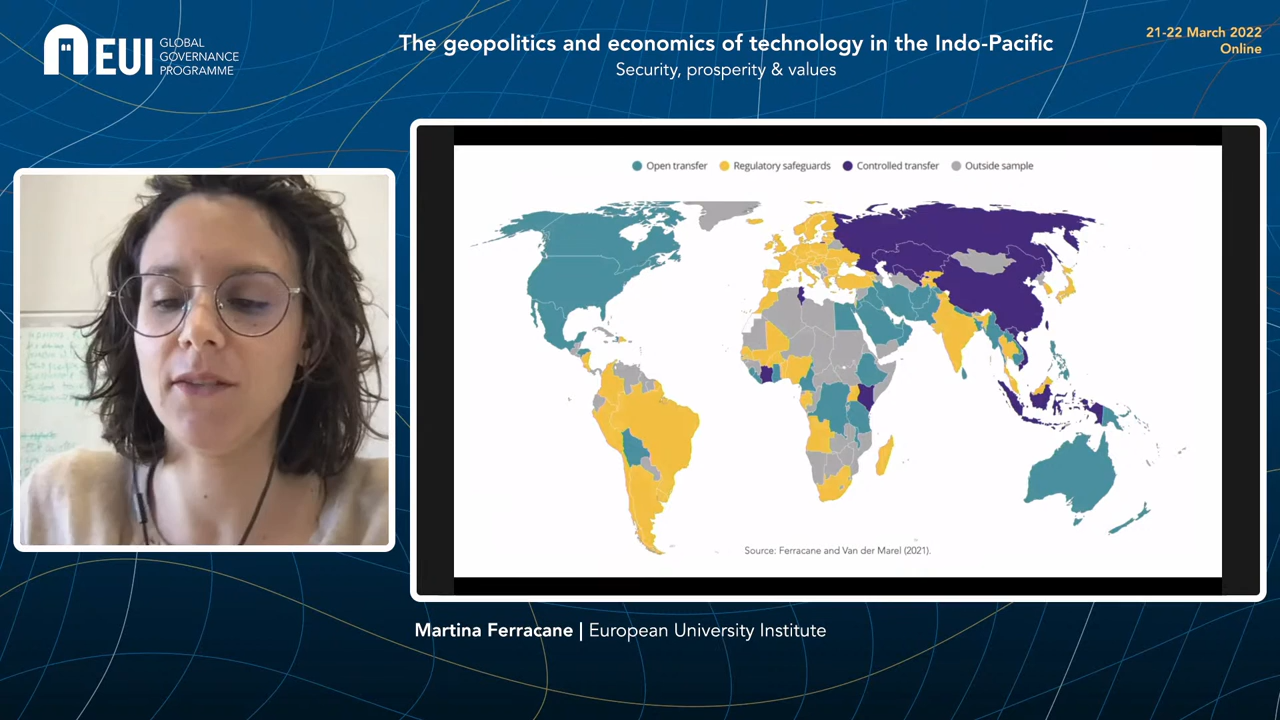 EUI
GLOBAL
GOVERNANCE
PROGRAMME
The geopolitics and economics of technology in the Indo-Pacific
Security, prosperity & values
21-22 March 2022
Online
Open transfer
Regulatory safeguards
Controlled transfer
Outside sample
Source: Ferracane and Van der Marel (2021).
Martina Ferracane | European University Institute